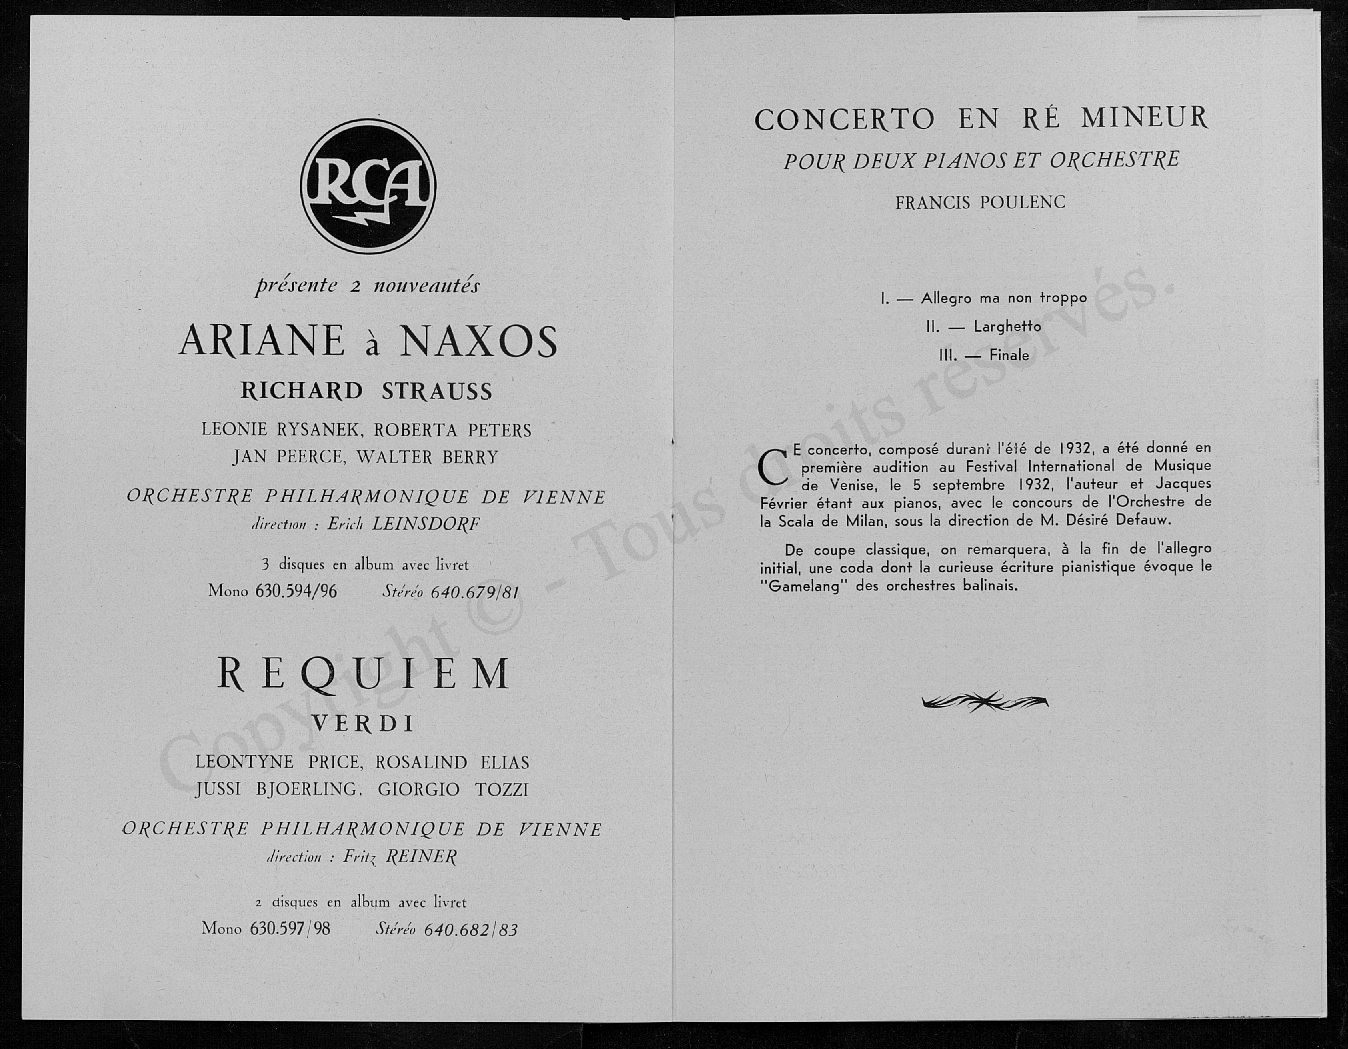 RCA
présente 2 nouveautés
ARIANE à NAXOS
RICHARD STRAUSS
LEONIE RYSANEK, ROBERTA PETERS
JAN PEERCE, WALTER BERRY
ORCHESTRE PHILHARMONIQUE DE VIENNE
direction : Erich LEINSDORF
3 disques en album avec livret
Mono 630.594/96 Stéréo 640.679/81
REQUIEM
VERDI
LEONTYNE PRICE, ROSALIND ELIAS
JUSSI BJOERLING, GIORGIO TOZZI
ORCHESTRE PHILHARMONIQUE DE VIENNE
direction : Fritz REINER
2 disques en album avec livret
Mono 630.597/98 Stéréo 640.682/83
CONCERTO EN RÉ MINEUR
POUR DEUX PIANOS ET ORCHESTRE
FRANCIS POULENC
I. — Allegro ma non troppo
II. — Larghetto
III. — Finale
CE concerto, composé durant l'été de 1932, a été donné en
première audition au Festival International de Musique
de Venise, le 5 septembre 1932, l'auteur et Jacques
Février étant aux pianos, avec le concours de l'Orchestre de
la Scala de Milan, sous la direction de M. Désiré Defauw.
De coupe classique, on remarquera, à la fin de l'allegro
initial, une coda dont la curieuse écriture pianistique évoque le
"Gamelang" des orchestres balinais.
Copyright © - Tous droits réservés.